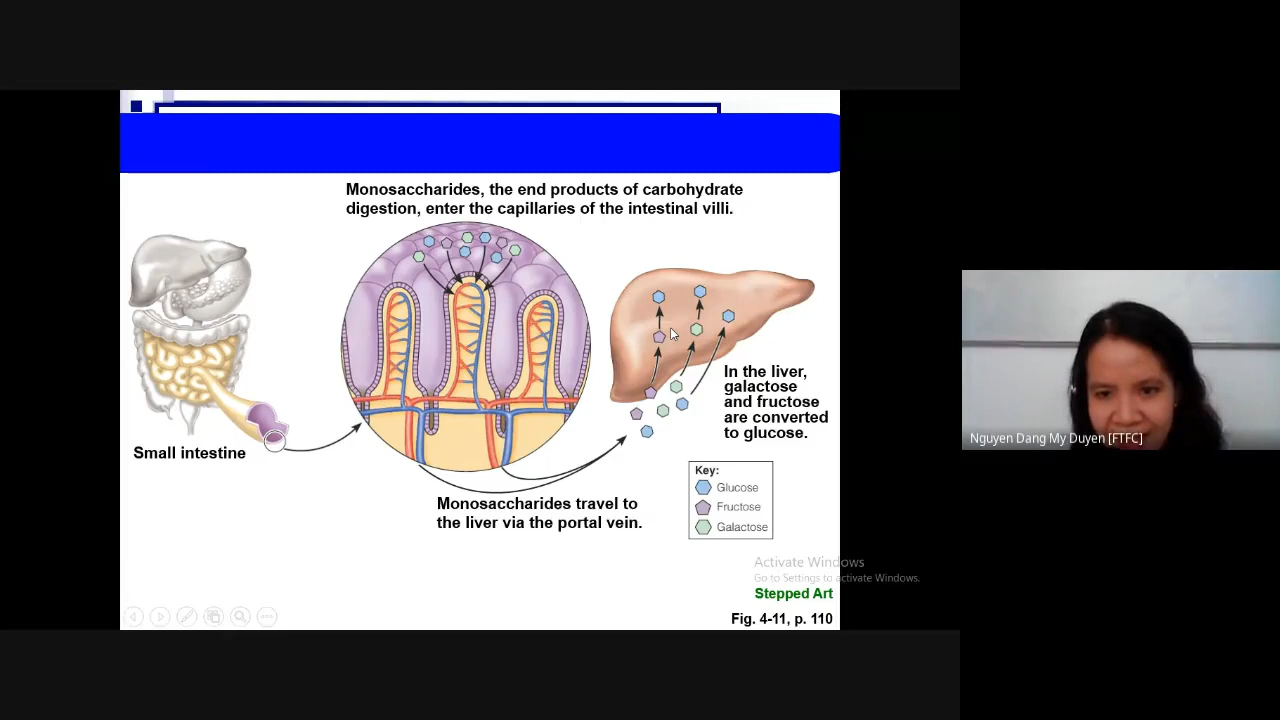 Monosaccharides, the end products of carbohydrate
digestion, enter the capillaries of the intestinal villi.
Small intestine
In the liver,
galactose
and fructose
are converted
to glucose.
Monosaccharides travel to
the liver via the portal vein.
Key:
Glucose
Fructose
Galactose
Activate Windows
Go to Settings to activate Windows.
Stepped Art
Fig. 4-11, p. 110
Nguyen Dang My Duyen [FTFC]